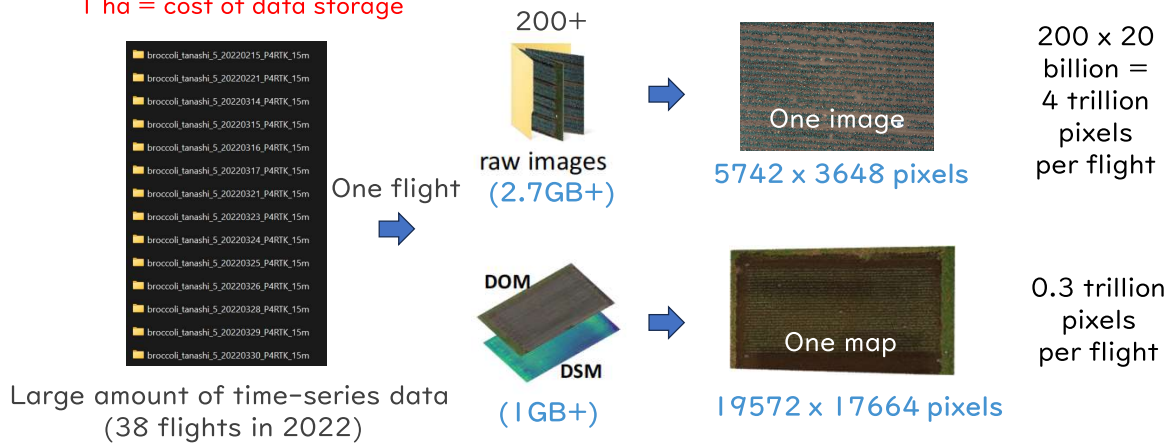 1 ha = cost of data storage
broccoli_tanashi_5_20220215_P4RTK_15m
broccoli_tanashi_5_20220221_P4RTK_15m
broccoli_tanashi_5_20220314_P4RTK_15m
broccoli_tanashi_5_20220315_P4RTK_15m
broccoli_tanashi_5_20220316_P4RTK_15m
broccoli_tanashi_5_20220317_P4RTK_15m
broccoli_tanashi_5_20220321_P4RTK_15m
broccoli_tanashi_5_20220323_P4RTK_15m
broccoli_tanashi_5_20220324_P4RTK_15m
broccoli_tanashi_5_20220325_P4RTK_15m
broccoli_tanashi_5_20220326_P4RTK_15m
broccoli_tanashi_5_20220328_P4RTK_15m
broccoli_tanashi_5_20220329_P4RTK_15m
broccoli_tanashi_5_20220330_P4RTK_15m
Large amount of time-series data
(38 flights in 2022)
One flight
200+
raw images
(2.7GB+)
One image
5742 x 3648 pixels
200 x 20
billion =
4 trillion
pixels
per flight
DOM
DSM
(1GB+)
One map
19572 x 17664 pixels
0.3 trillion
pixels
per flight